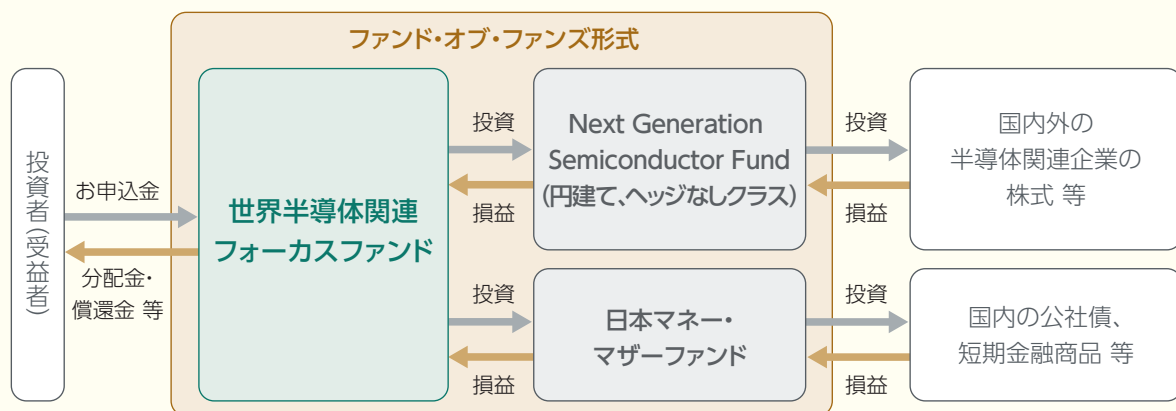 ファンド・オブ・ファンズ形式
投資者(受益者)
お申込金
分配金・
償還金 等
世界半導体関連
フォーカスファンド
投資
損益
Next Generation
Semiconductor Fund
(円建て、ヘッジなしクラス)
投資
損益
国内外の
半導体関連企業の
株式 等
投資
損益
日本マネー・
マザーファンド
投資
損益
国内の公社債、
短期金融商品 等